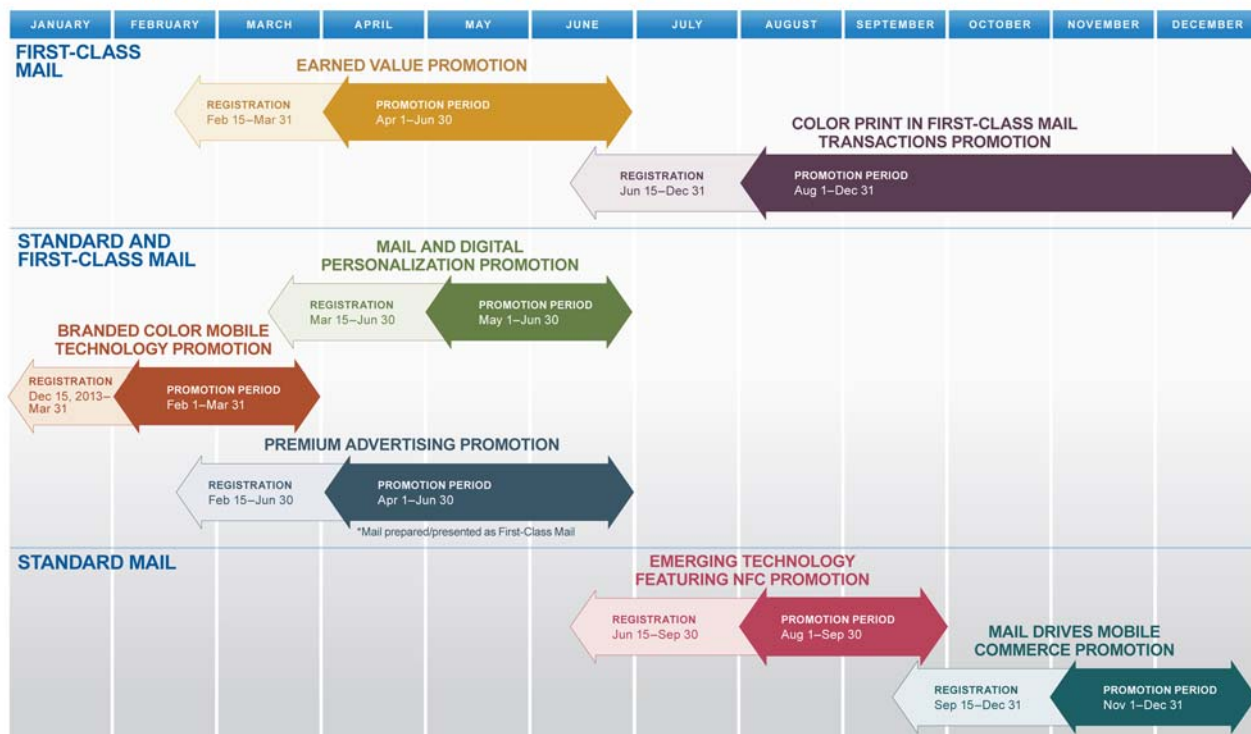 JANUARY
FEBRUARY
MARCH
APRIL
MAY
JUNE
JULY
AUGUST
SEPTEMBER
OCTOBER
NOVEMBER
DECEMBER
FIRST-CLASS
MAIL
EARNED VALUE PROMOTION
REGISTRATION
Feb 15–Mar 31
PROMOTION PERIOD
Apr 1–Jun 30
COLOR PRINT IN FIRST-CLASS MAIL
TRANSACTIONS PROMOTION
REGISTRATION
Jun 15–Dec 31
PROMOTION PERIOD
Aug 1–Dec 31
STANDARD AND
FIRST-CLASS MAIL
MAIL AND DIGITAL
PERSONALIZATION PROMOTION
REGISTRATION
Mar 15–Jun 30
PROMOTION PERIOD
May 1–Jun 30
BRANDED COLOR MOBILE
TECHNOLOGY PROMOTION
REGISTRATION
Dec 15, 2013–
Mar 31
PROMOTION PERIOD
Feb 1–Mar 31
PREMIUM ADVERTISING PROMOTION
REGISTRATION
Feb 15–Jun 30
PROMOTION PERIOD
Apr 1–Jun 30
*Mail prepared/presented as First-Class Mail
STANDARD MAIL
EMERGING TECHNOLOGY
FEATURING NFC PROMOTION
REGISTRATION
Jun 15–Sep 30
PROMOTION PERIOD
Aug 1–Sep 30
MAIL DRIVES MOBILE
COMMERCE PROMOTION
REGISTRATION
Sep 15–Dec 31
PROMOTION PERIOD
Nov 1–Dec 31